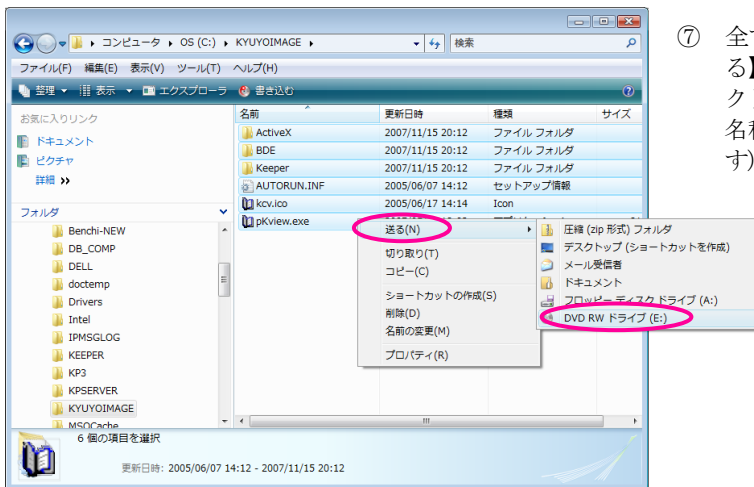 コンピュータ ▸ OS (C:) ▸ KYUYOIMAGE ▸
検索
ファイル(F) 編集(E) 表示(V) ツール(T) ヘルプ(H)
整理 表示 エクスプローラ 書き込む
お気に入りリンク
ドキュメント
ピクチャ
詳細 »
フォルダ
Benchi-NEW
DB_COMP
DELL
doctemp
Drivers
Intel
IPMSGLOG
KEEPER
KP3
KPSERVER
KYUYOIMAGE
MSOCache
名前 更新日時 種類 サイズ
ActiveX 2007/11/15 20:12 ファイル フォルダ
BDE 2007/11/15 20:12 ファイル フォルダ
Keeper 2007/11/15 20:12 ファイル フォルダ
AUTORUN.INF 2005/06/07 14:12 セットアップ情報
kcv.ico 2005/06/17 14:14 Icon
pKview.exe
送る(N)
切り取り(T)
コピー(C)
ショートカットの作成(S)
削除(D)
名前の変更(M)
プロパティ(R)
圧縮 (zip 形式) フォルダ
デスクトップ (ショートカットを作成)
メール受信者
ドキュメント
フロッピー ディスク ドライブ (A:)
DVD RW ドライブ (E:)
6 個の項目を選択
更新日時: 2005/06/07 14:12 - 2007/11/15 20:12
⑦ 全
る】
ク
名
す)